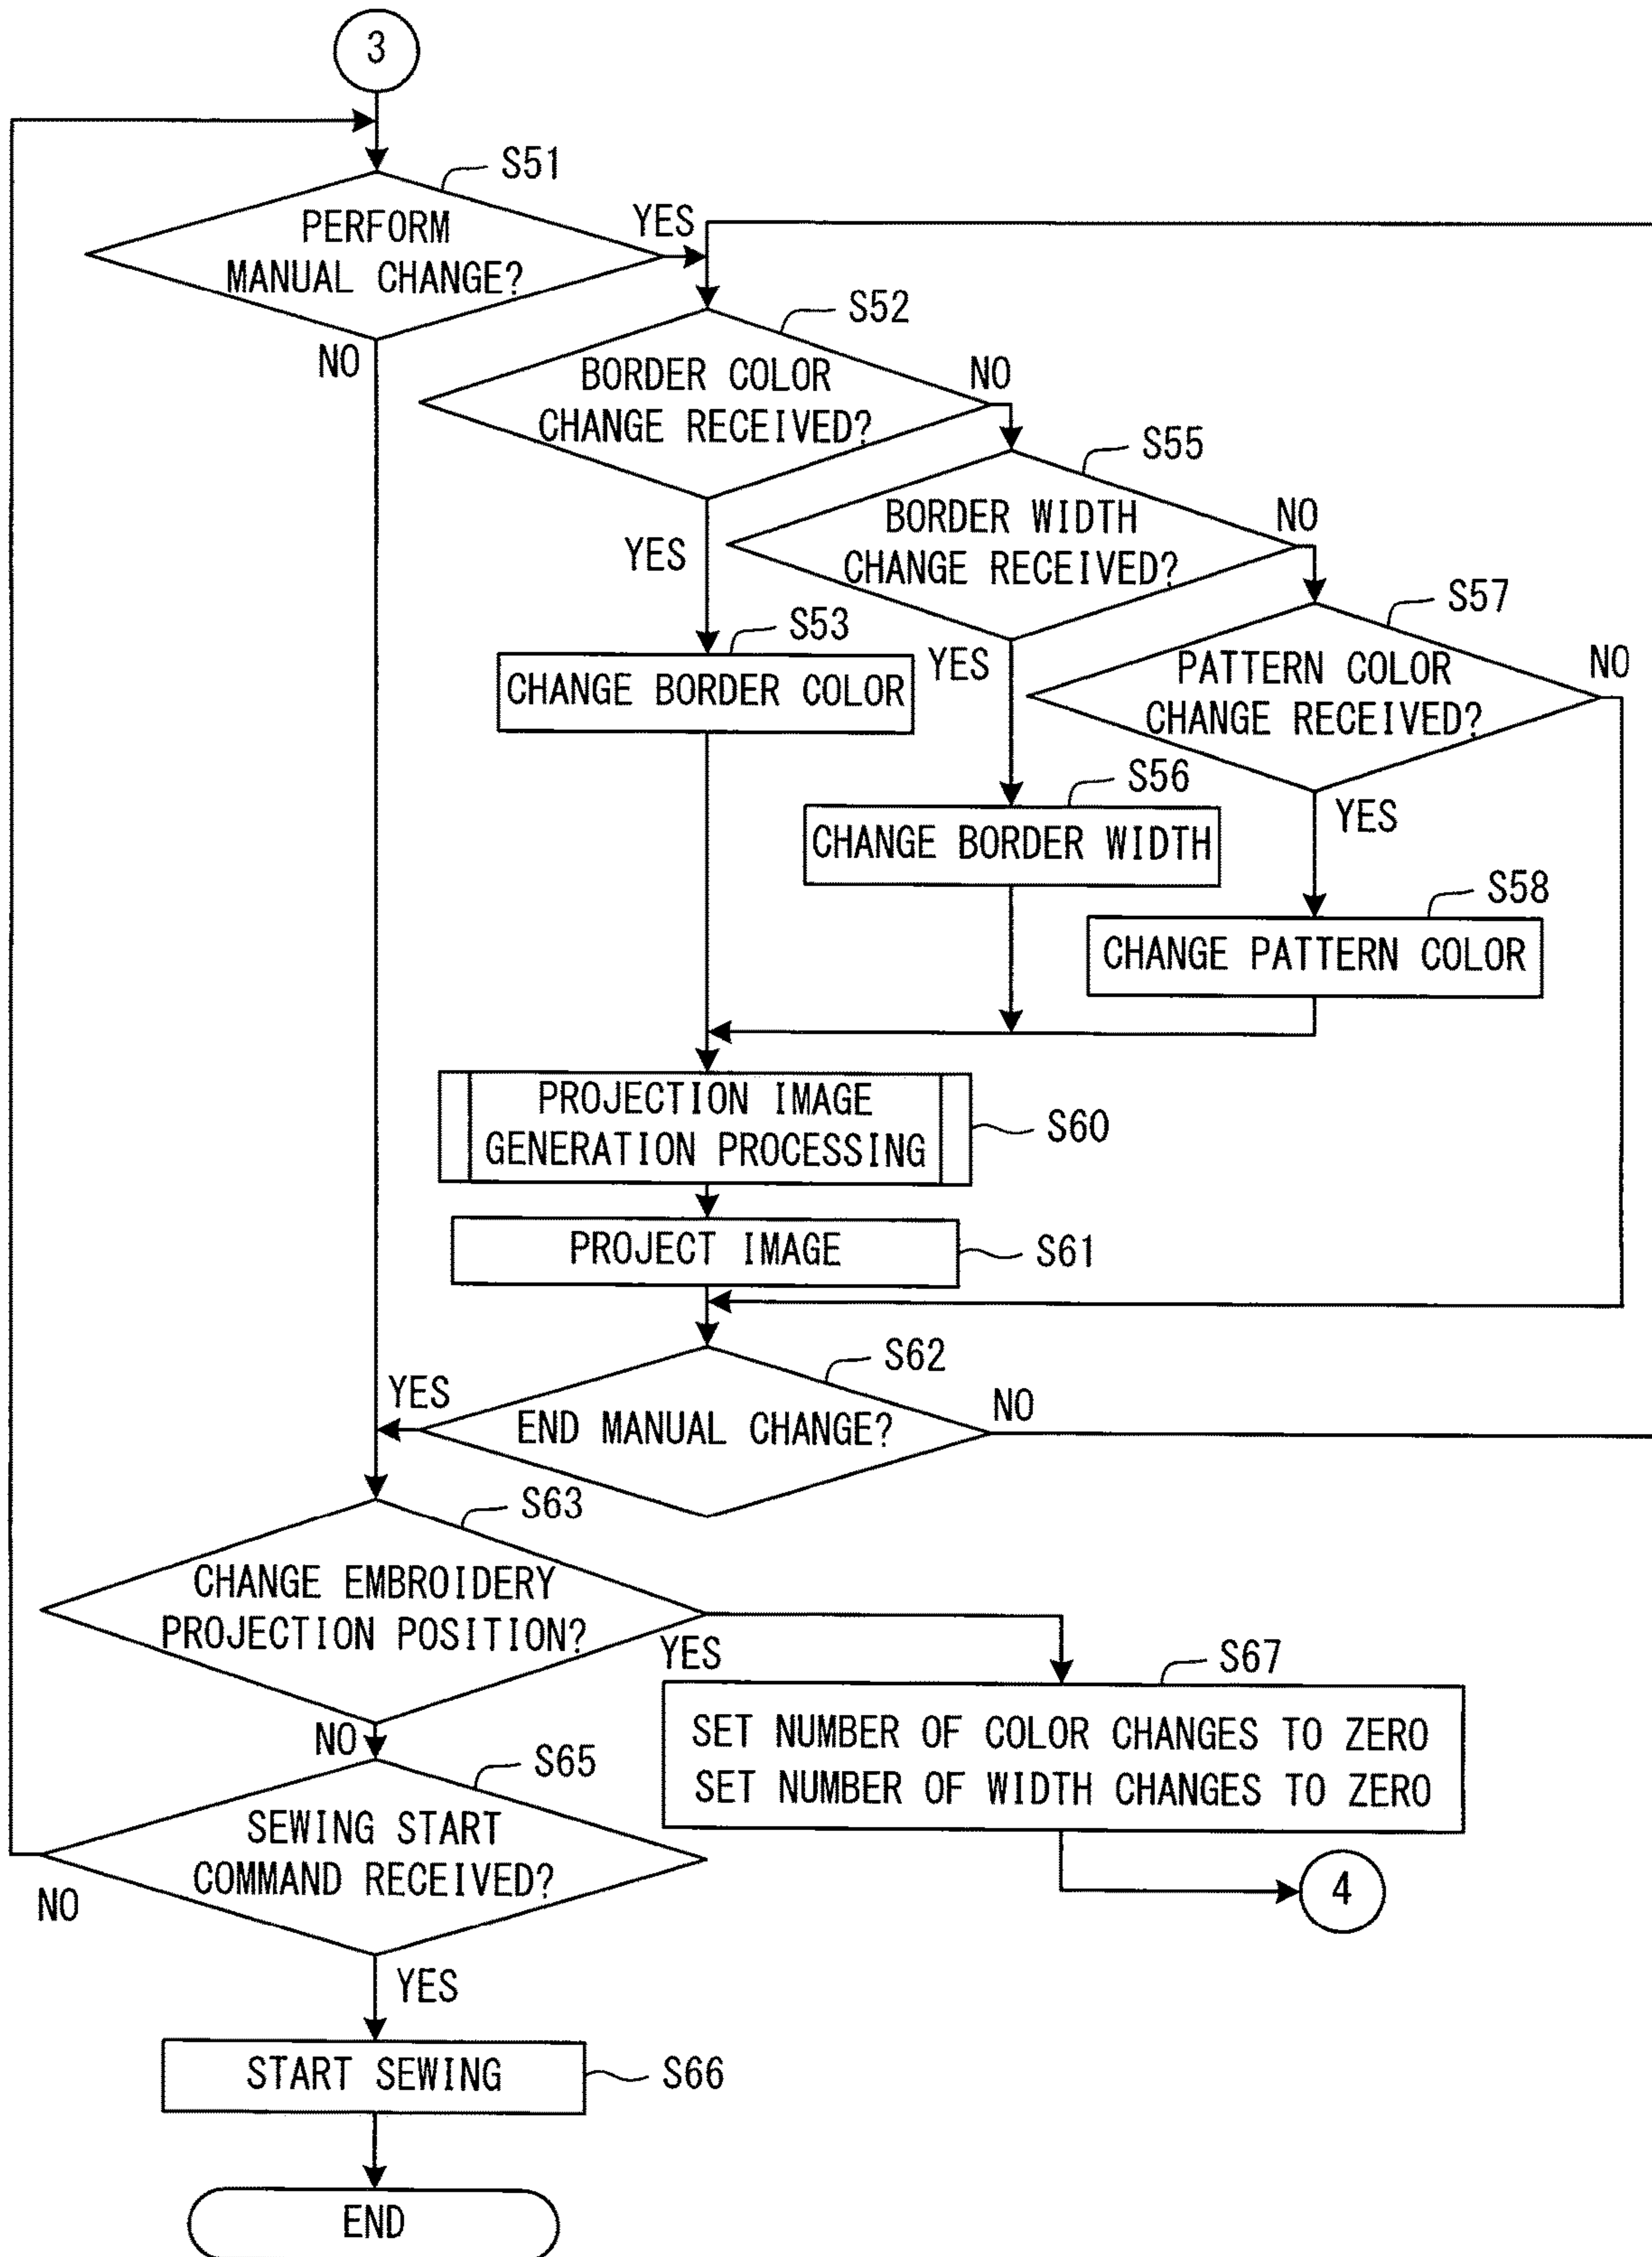 3
S51
PERFORM
MANUAL CHANGE?
YES
NO
S52
BORDER COLOR
CHANGE RECEIVED?
NO
YES
S55
BORDER WIDTH
CHANGE RECEIVED?
NO
YES
S57
PATTERN COLOR
CHANGE RECEIVED?
NO
YES
S53
CHANGE BORDER COLOR
S56
CHANGE BORDER WIDTH
S58
CHANGE PATTERN COLOR
PROJECTION IMAGE
GENERATION PROCESSING
S60
PROJECT IMAGE
S61
S62
END MANUAL CHANGE?
YES
NO
S63
CHANGE EMBROIDERY
PROJECTION POSITION?
YES
NO
S67
SET NUMBER OF COLOR CHANGES TO ZERO
SET NUMBER OF WIDTH CHANGES TO ZERO
4
S65
SEWING START
COMMAND RECEIVED?
NO
YES
START SEWING
S66
END